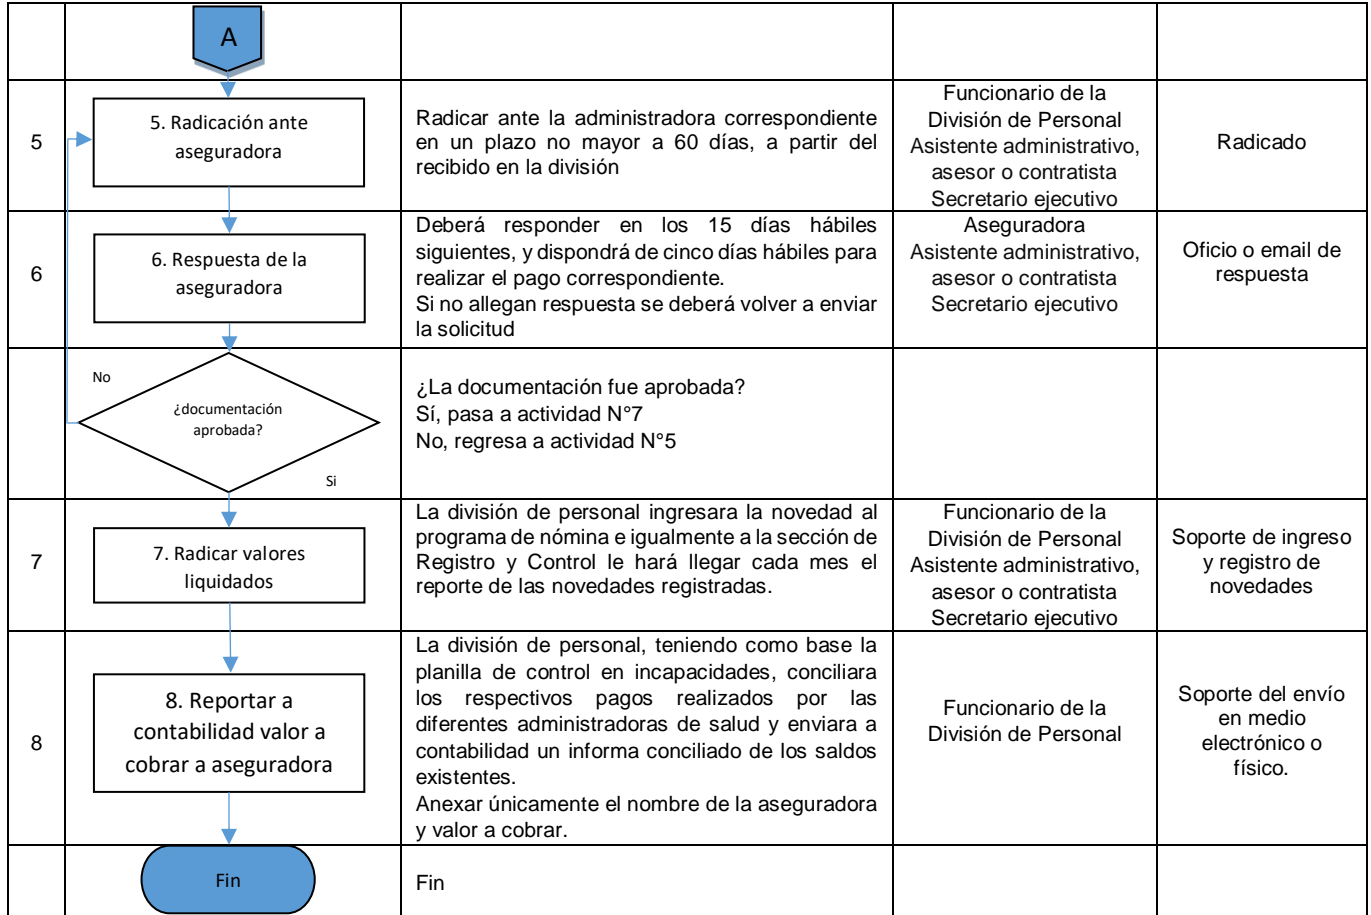 A
5
5. Radicación ante
aseguradora
Radicar ante la administradora correspondiente
en un plazo no mayor a 60 días, a partir del
recibido en la división
Funcionario de la
División de Personal
Asistente administrativo,
asesor o contratista
Secretario ejecutivo
Radicado
6
6. Respuesta de la
aseguradora
Deberá responder en los 15 días hábiles
siguientes, y dispondrá de cinco días hábiles para
realizar el pago correspondiente.
Si no allegan respuesta se deberá volver a enviar
la solicitud
Aseguradora
Asistente administrativo,
asesor o contratista
Secretario ejecutivo
Oficio o email de
respuesta
No
¿documentación
aprobada?
Si
¿La documentación fue aprobada?
Sí, pasa a actividad N°7
No, regresa a actividad N°5
7
7. Radicar valores
liquidados
La división de personal ingresara la novedad al
programa de nómina e igualmente a la sección de
Registro y Control le hará llegar cada mes el
reporte de las novedades registradas.
Funcionario de la
División de Personal
Asistente administrativo,
asesor o contratista
Secretario ejecutivo
Soporte de ingreso
y registro de
novedades
8
8. Reportar a
contabilidad valor a
cobrar a aseguradora
La división de personal, teniendo como base la
planilla de control en incapacidades, conciliara
los respectivos pagos realizados por las
diferentes administradoras de salud y enviara a
contabilidad un informa conciliado de los saldos
existentes.
Anexar únicamente el nombre de la aseguradora
y valor a cobrar.
Funcionario de la
División de Personal
Soporte del envío
en medio
electrónico o
físico.
Fin
Fin